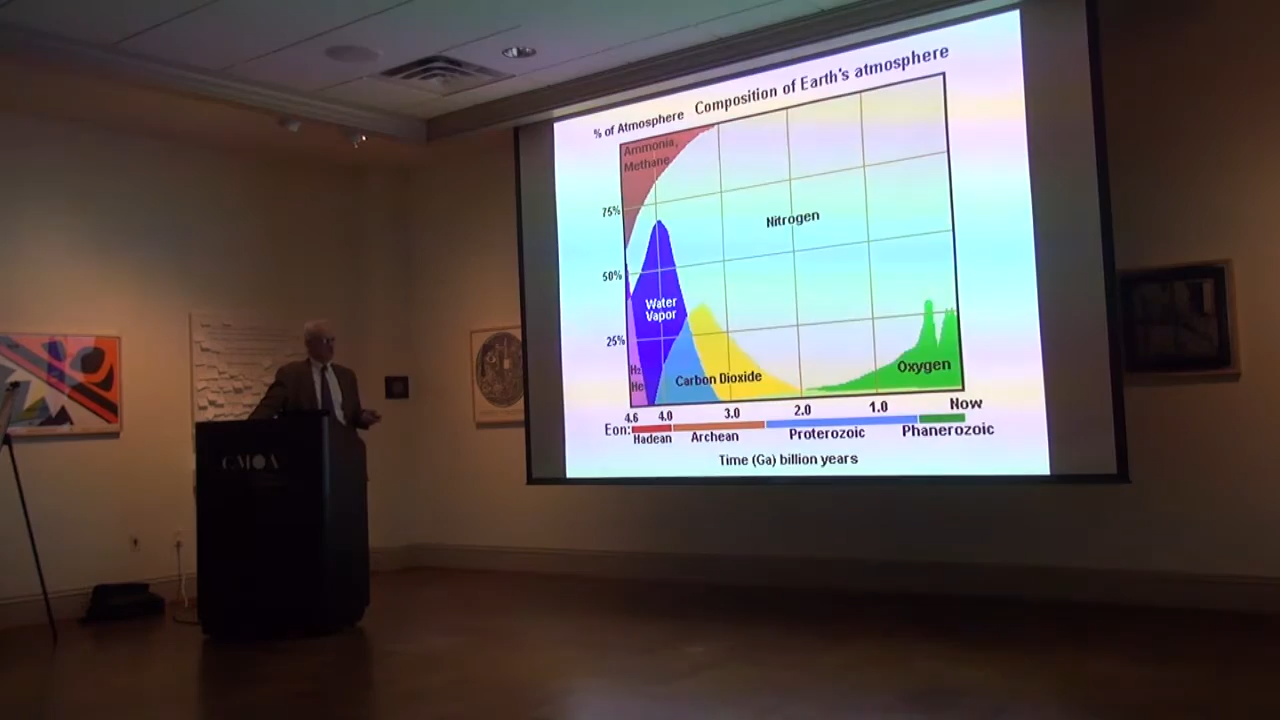 Composition of Earth's atmosphere
% of Atmosphere
Ammonia,
Methane
75%
Nitrogen
50%
Water
Vapor
25%
H₂
He
Carbon Dioxide
Oxygen
4.6 4.0 3.0 2.0 1.0 Now
Eon: Hadean Archean Proterozoic Phanerozoic
Time (Ga) billion years
CMOA